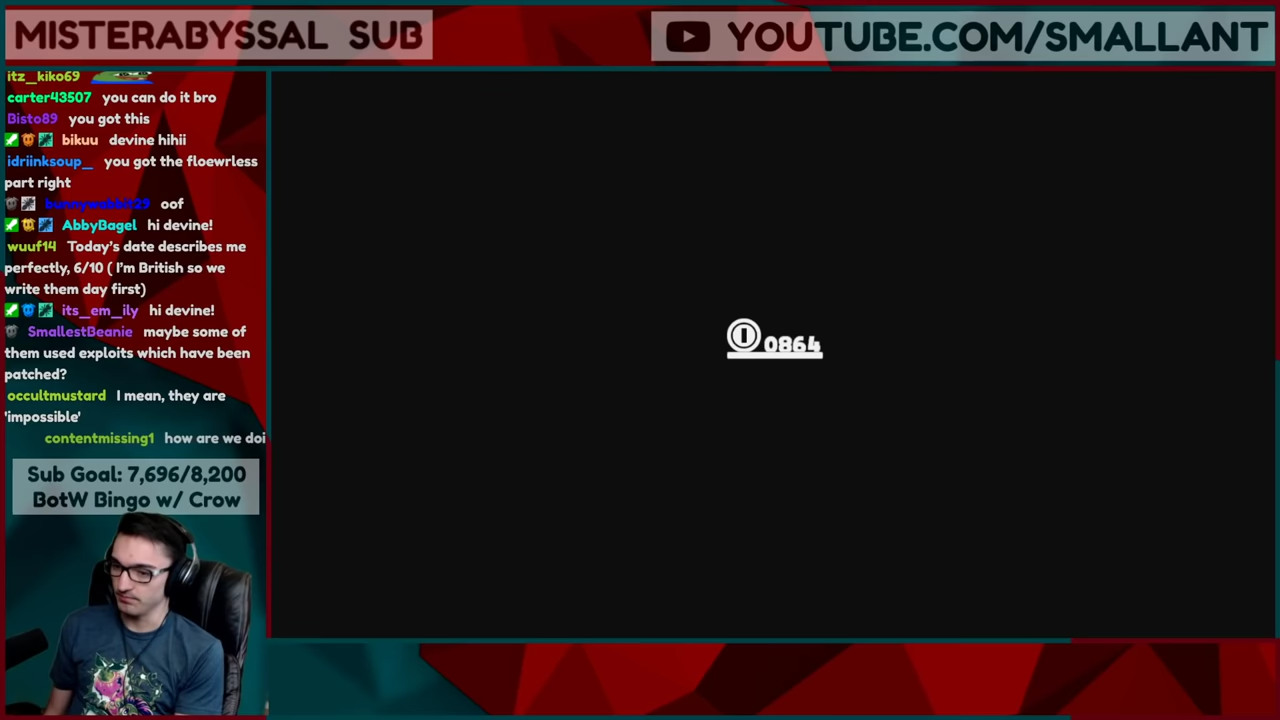 MISTERABYSSAL SUB
YOUTUBE.COM/SMALLANT
itz_kiko69
carter43507 you can do it bro
Bisto89 you got this
bikuu devine hihii
idriinksoup_ you got the floewrless
part right
bunnywabbit29 oof
AbbyBagel hi devine!
wuuf14 Today's date describes me
perfectly, 6/10 ( I'm British so we
write them day first)
its_em_ily hi devine!
SmallestBeanie maybe some of
them used exploits which have been
patched?
occultmustard I mean, they are
'impossible'
contentmissing1 how are we doi
0864
Sub Goal: 7,696/8,200
BotW Bingo w/ Crow